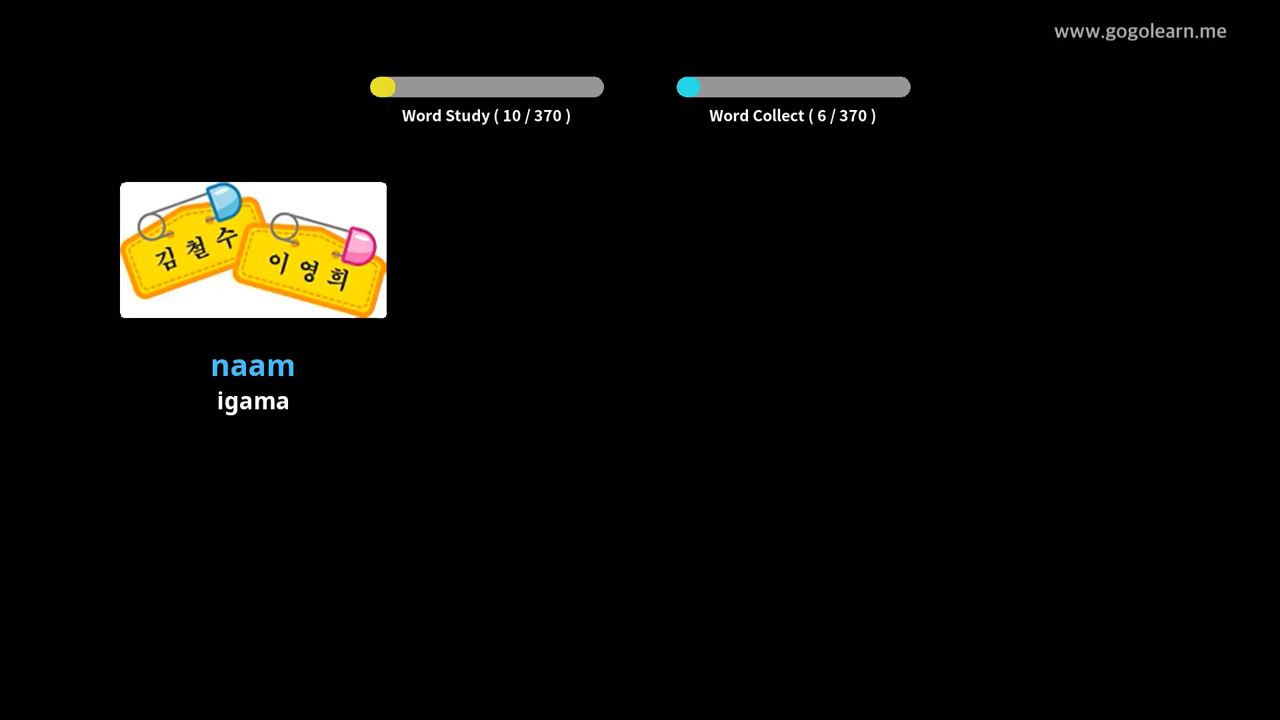 www.gogolearn.me
Word Study ( 10 / 370 )
Word Collect ( 6 / 370 )
김철수
이영희
naam
igama